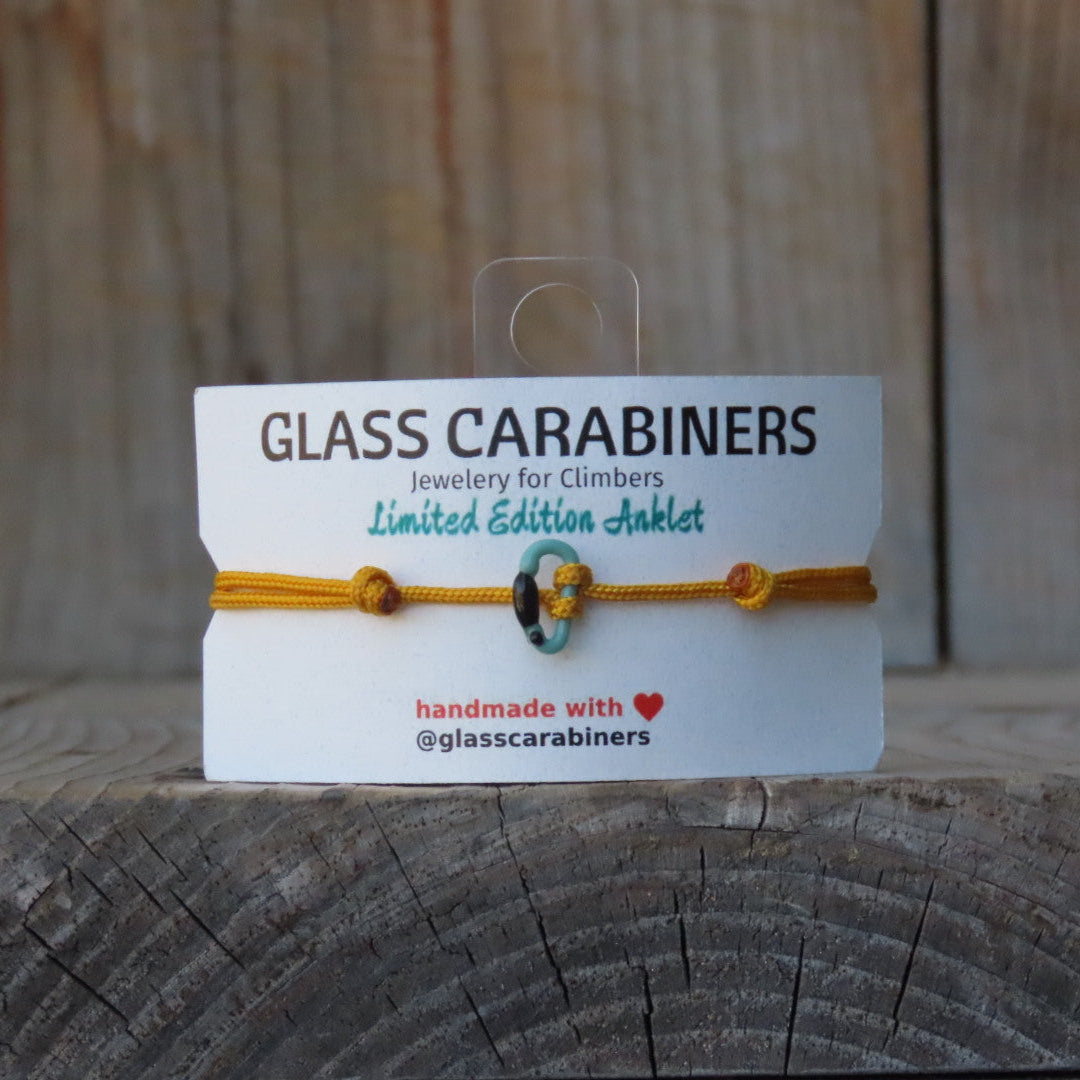 GLASS CARABINERS
Jewelery for Climbers
Limited Edition Anklet
handmade with ❤
@glasscarabiners